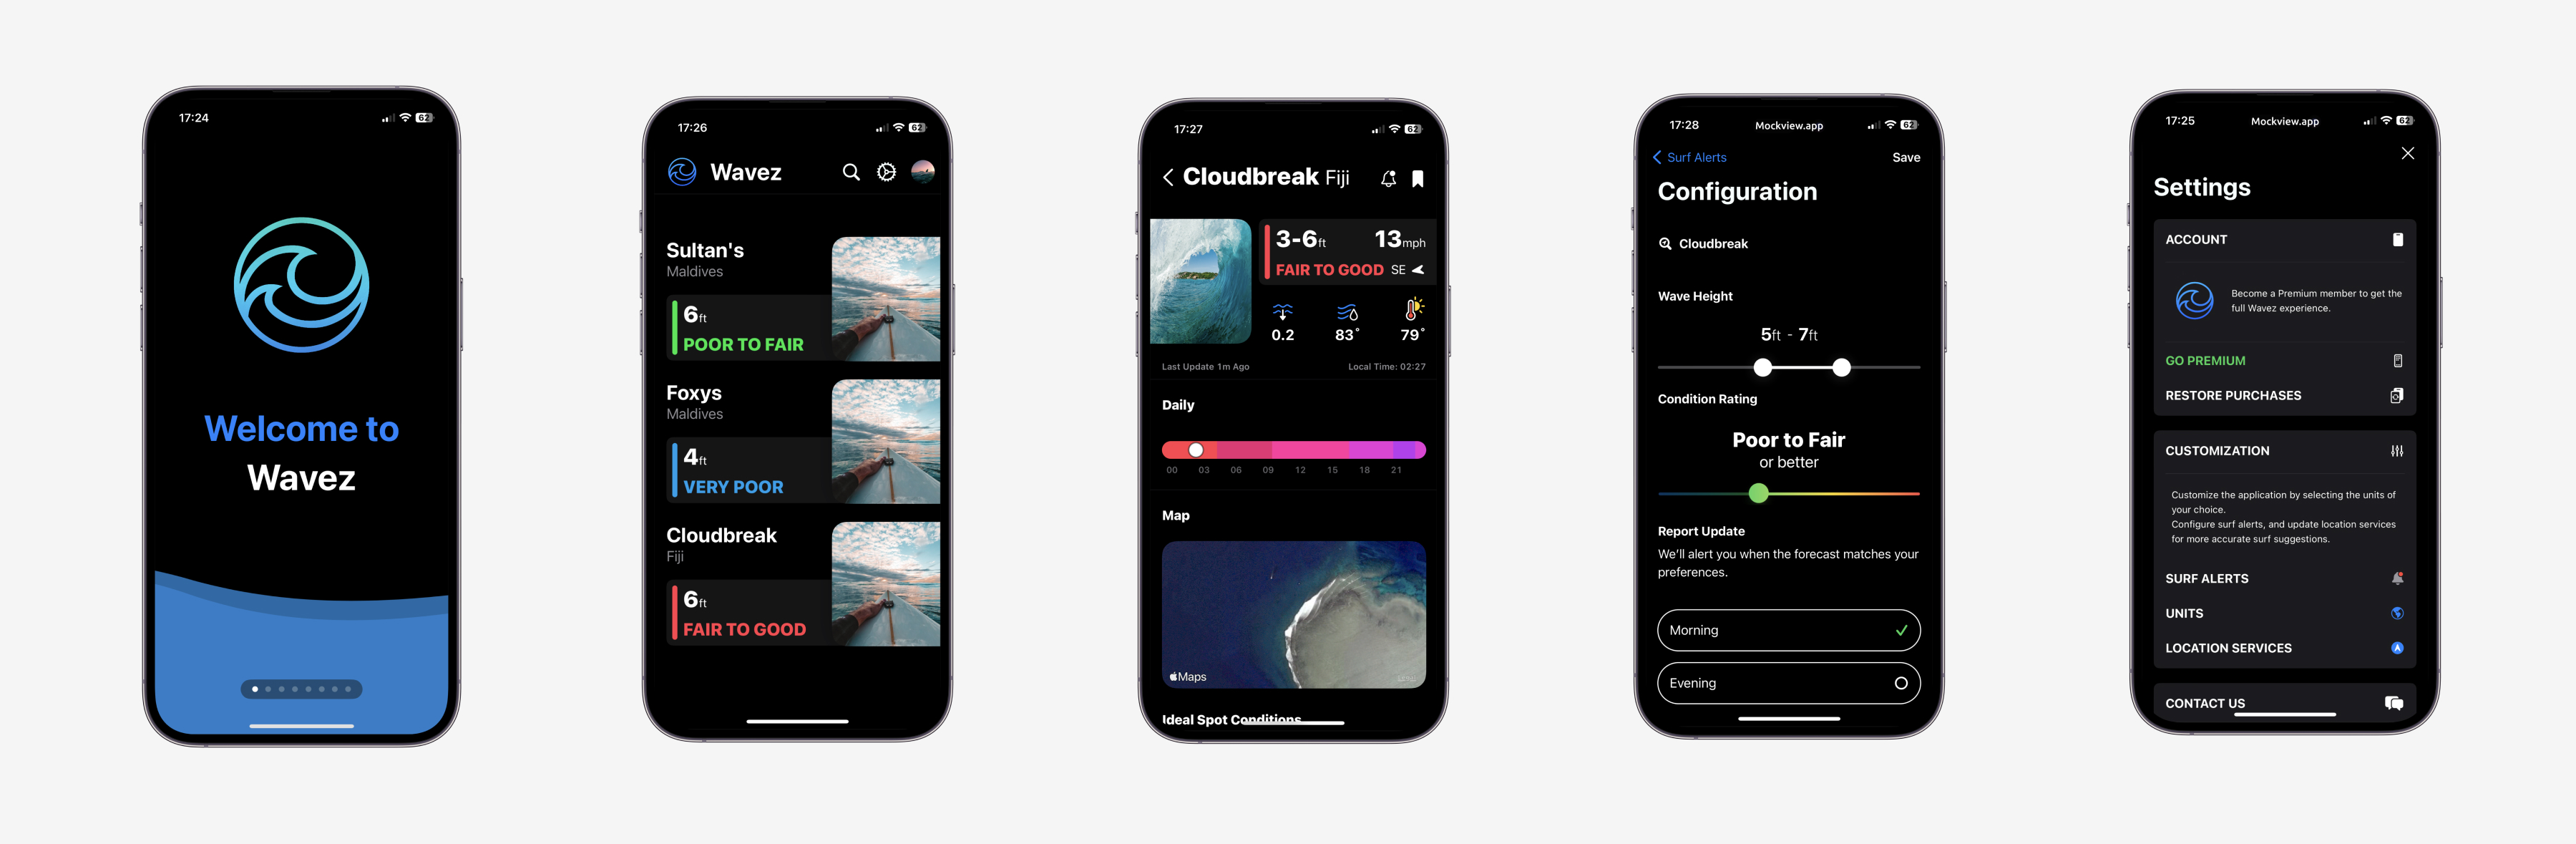 17:24
62
Welcome to
Wavez
17:26
62
Wavez
Sultan's
Maldives
6ft
POOR TO FAIR
Foxys
Maldives
4ft
VERY POOR
Cloudbreak
Fiji
6ft
FAIR TO GOOD
17:27
62
Cloudbreak Fiji
3-6ft 13mph
FAIR TO GOOD SE
0.2 83° 79°
Last Update 1m Ago Local Time: 02:27
Daily
00 03 06 09 12 15 18 21
Map
Maps
Ideal Spot Conditions
17:28 Mockview.app 62
Surf Alerts Save
Configuration
Cloudbreak
Wave Height
5ft - 7ft
Condition Rating
Poor to Fair
or better
Report Update
We'll alert you when the forecast matches your
preferences.
Morning
Evening
17:25 Mockview.app 62
Settings
ACCOUNT
Become a Premium member to get the
full Wavez experience.
GO PREMIUM
RESTORE PURCHASES
CUSTOMIZATION
Customize the application by selecting the units of
your choice.
Configure surf alerts, and update location services
for more accurate surf suggestions.
SURF ALERTS
UNITS
LOCATION SERVICES
CONTACT US